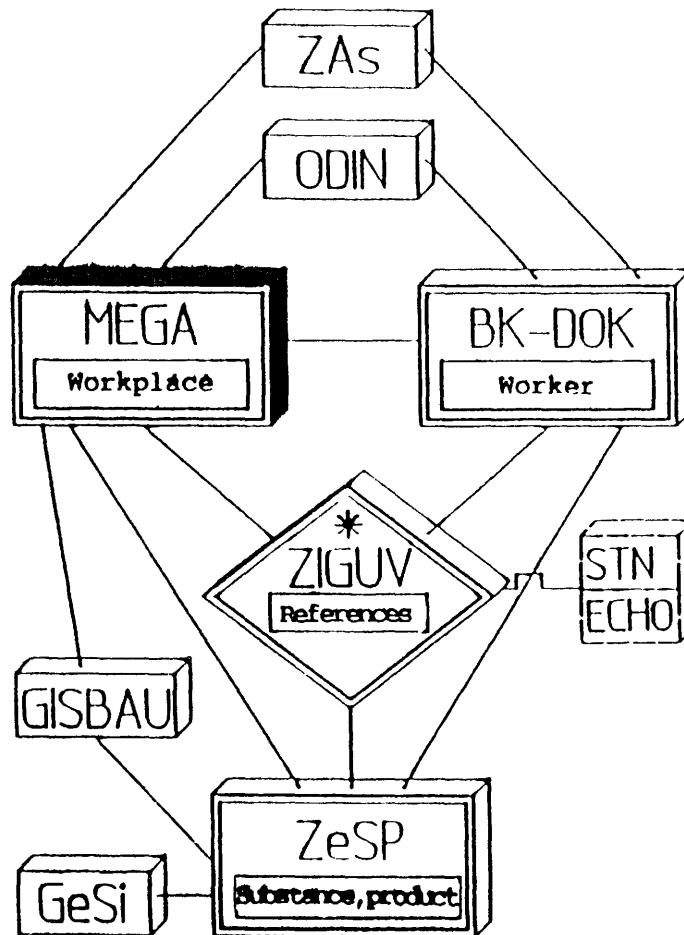 ZAs
ODIN
MEGA
Workplace
BK-DOK
Worker
*
ZIGUV
References
STN
ECHO
GISBAU
ZeSP
Substance, product
GeSi